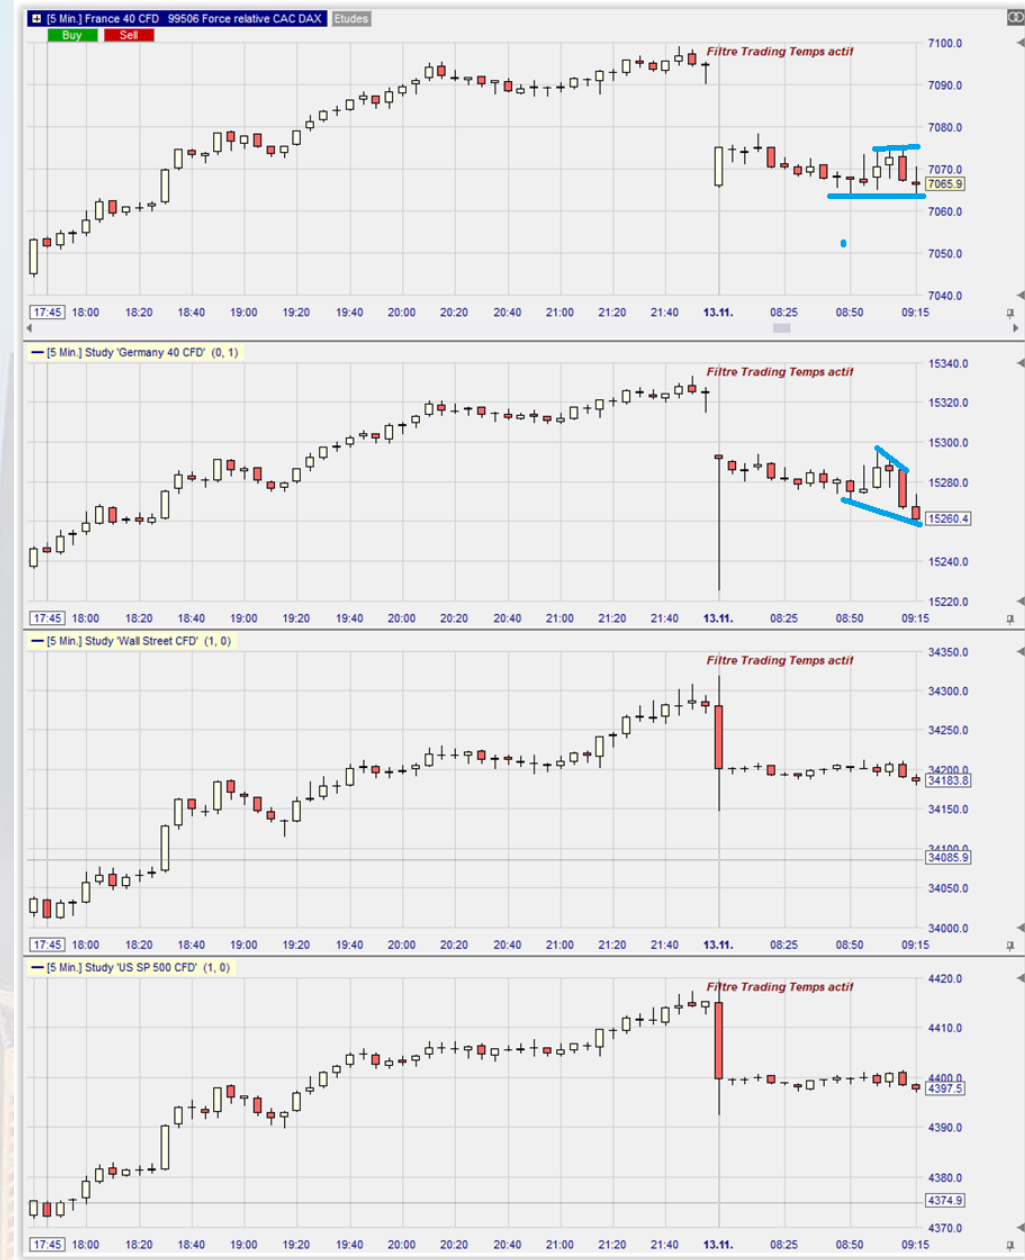 [5 Min.] France 40 CFD 99506 Force relative CAC DAX Etudes
Buy Sell
Filtre Trading Temps actif
7100.0
7090.0
7080.0
7070.0
7065.9
7060.0
7050.0
7040.0
17:45 18:00 18:20 18:40 19:00 19:20 19:40 20:00 20:20 20:40 21:00 21:20 21:40 13.11. 08:25 08:50 09:15
[5 Min.] Study 'Germany 40 CFD' (0, 1)
Filtre Trading Temps actif
15340.0
15320.0
15300.0
15280.0
15260.4
15240.0
15220.0
17:45 18:00 18:20 18:40 19:00 19:20 19:40 20:00 20:20 20:40 21:00 21:20 21:40 13.11. 08:25 08:50 09:15
[5 Min.] Study 'Wall Street CFD' (1, 0)
Filtre Trading Temps actif
34350.0
34300.0
34250.0
34200.0
34183.8
34150.0
34100.0
34085.9
34050.0
34000.0
17:45 18:00 18:20 18:40 19:00 19:20 19:40 20:00 20:20 20:40 21:00 21:20 21:40 13.11. 08:25 08:50 09:15
[5 Min.] Study 'US SP 500 CFD' (1, 0)
Filtre Trading Temps actif
4420.0
4410.0
4400.0
4397.5
4390.0
4380.0
4374.9
4370.0
17:45 18:00 18:20 18:40 19:00 19:20 19:40 20:00 20:20 20:40 21:00 21:20 21:40 13.11. 08:25 08:50 09:15